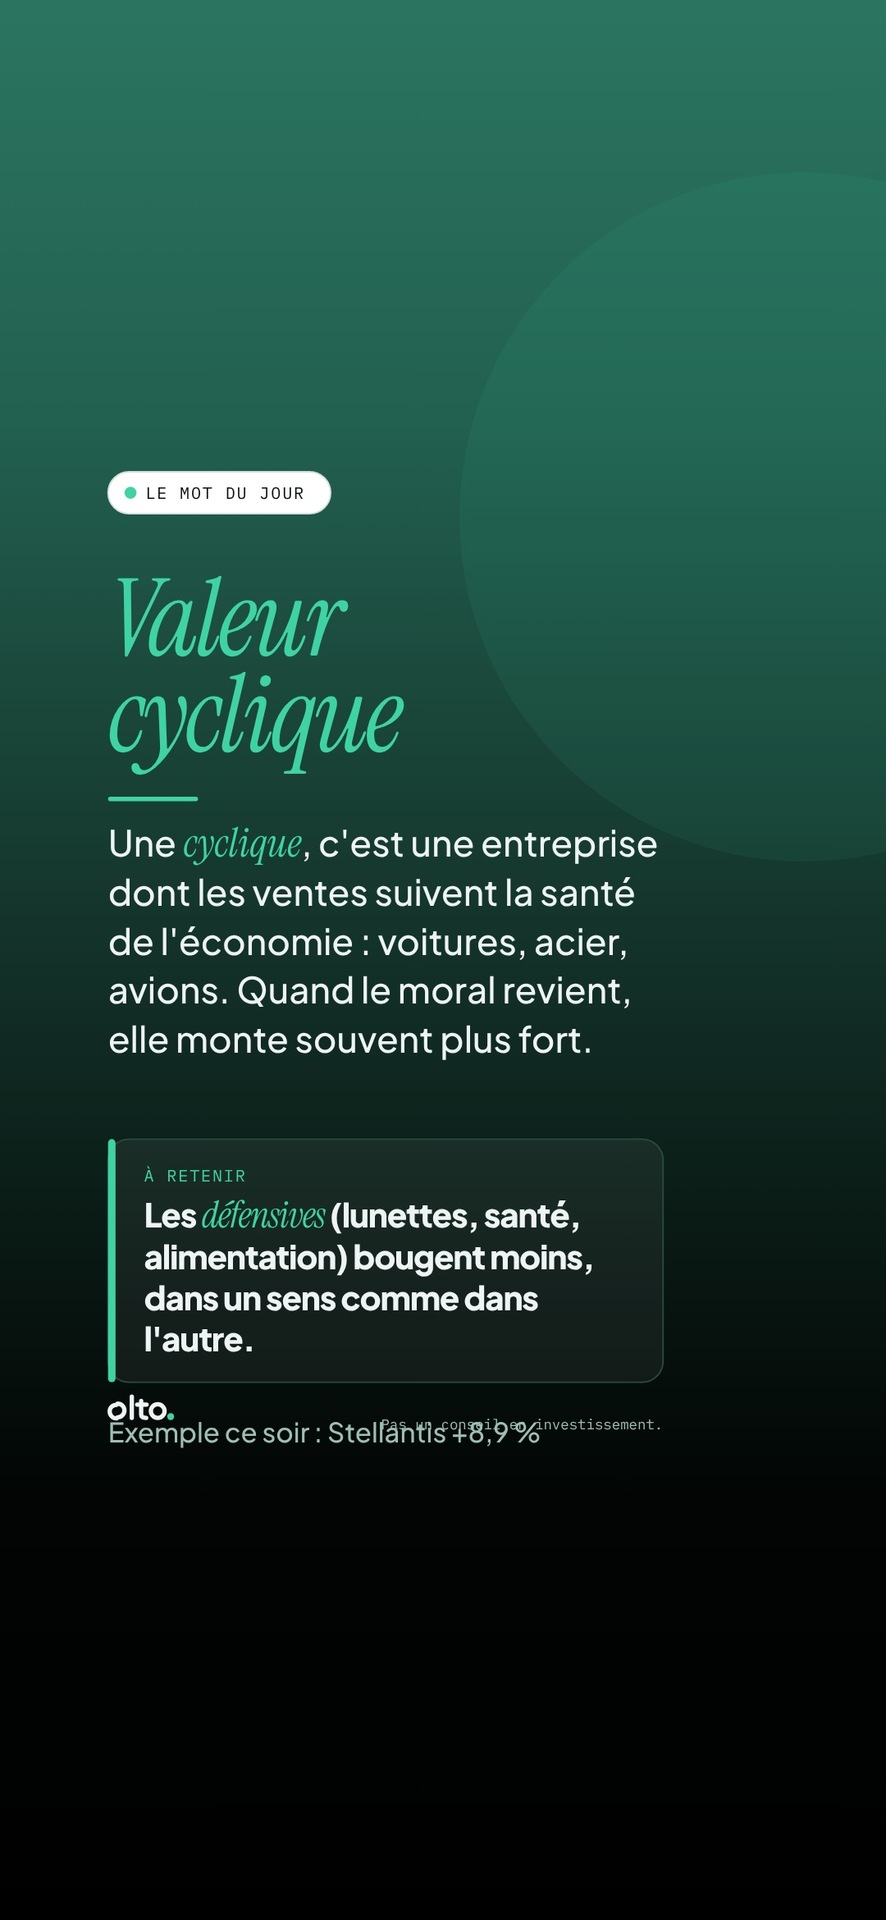 LE MOT DU JOUR
Valeur
cyclique
Une cyclique, c'est une entreprise
dont les ventes suivent la santé
de l'économie : voitures, acier,
avions. Quand le moral revient,
elle monte souvent plus fort.
À RETENIR
Les défensives (lunettes, santé,
alimentation) bougent moins,
dans un sens comme dans
l'autre.
olto.
Pas un conseil en investissement.
Exemple ce soir : Stellantis +8,9 %